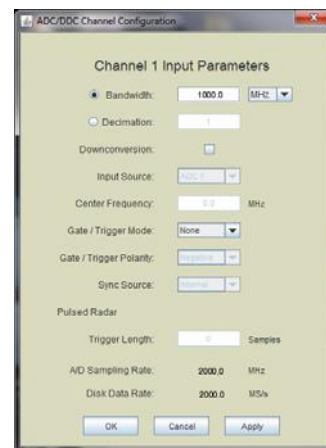 ADC/DDC Channel Configuration
Channel 1 Input Parameters
Bandwidth: 1000.0 MHz
Decimation: 1
Downconversion:
Input Source: ADC 1
Center Frequency: 0.0 MHz
Gate / Trigger Mode: None
Gate / Trigger Polarity: Negative
Sync Source: Internal
Pulsed Radar
Trigger Length: 0 Samples
A/D Sampling Rate: 2000.0 MHz
Disk Data Rate: 2000.0 MS/s
OK Cancel Apply